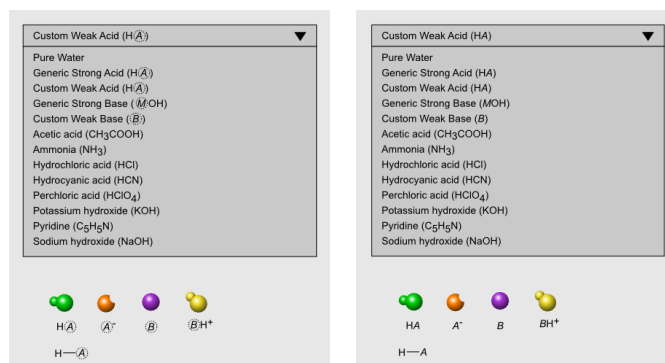 Custom Weak Acid (HA)
Pure Water
Generic Strong Acid (HA)
Custom Weak Acid (HA)
Generic Strong Base (MOH)
Custom Weak Base (B)
Acetic acid (CH₃COOH)
Ammonia (NH₃)
Hydrochloric acid (HCl)
Hydrocyanic acid (HCN)
Perchloric acid (HClO₄)
Potassium hydroxide (KOH)
Pyridine (C₅H₅N)
Sodium hydroxide (NaOH)
HA A⁻ B BH⁺
H—A
Custom Weak Acid (HA)
Pure Water
Generic Strong Acid (HA)
Custom Weak Acid (HA)
Generic Strong Base (MOH)
Custom Weak Base (B)
Acetic acid (CH₃COOH)
Ammonia (NH₃)
Hydrochloric acid (HCl)
Hydrocyanic acid (HCN)
Perchloric acid (HClO₄)
Potassium hydroxide (KOH)
Pyridine (C₅H₅N)
Sodium hydroxide (NaOH)
HA A⁻ B BH⁺
H—A